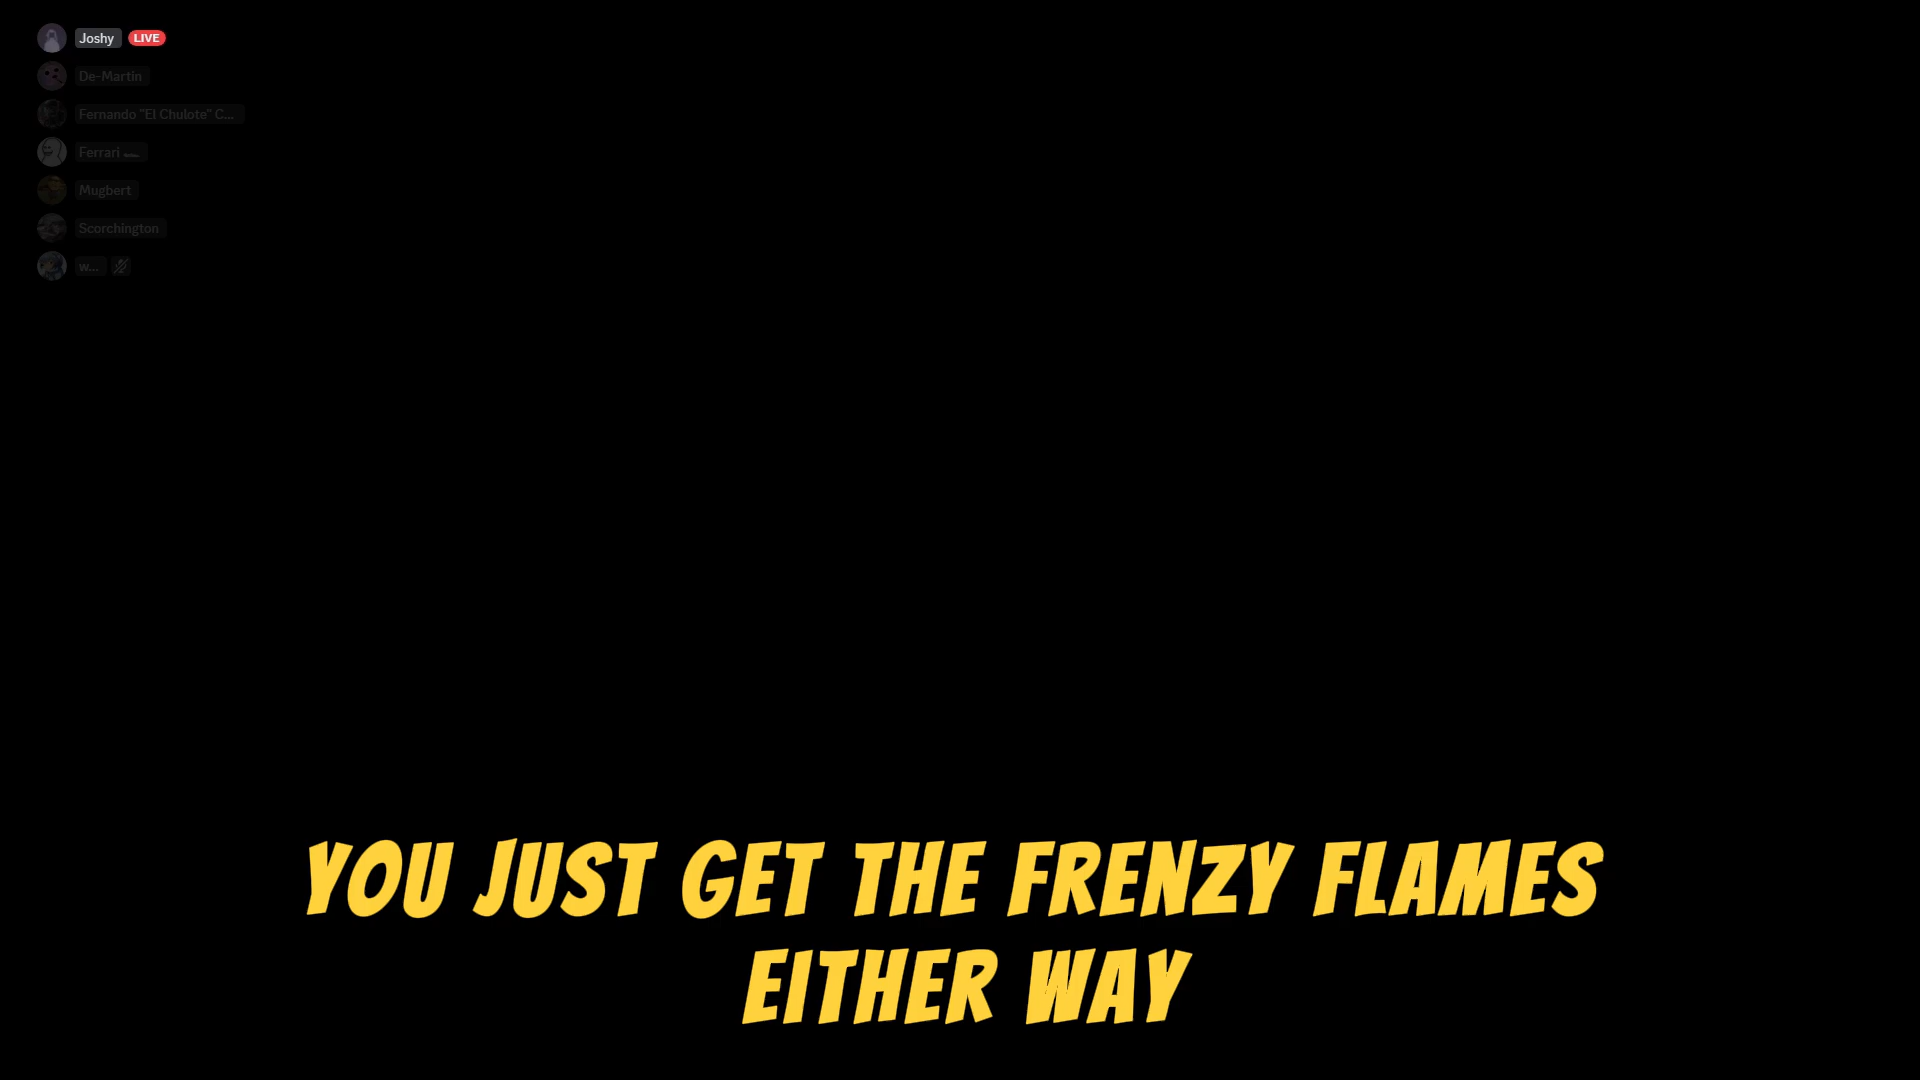 Joshy LIVE
De-Martin
Fernando "El Chulote" C...
Ferrari
Mugbert
Scorchington
w...
YOU JUST GET THE FRENZY FLAMES
EITHER WAY